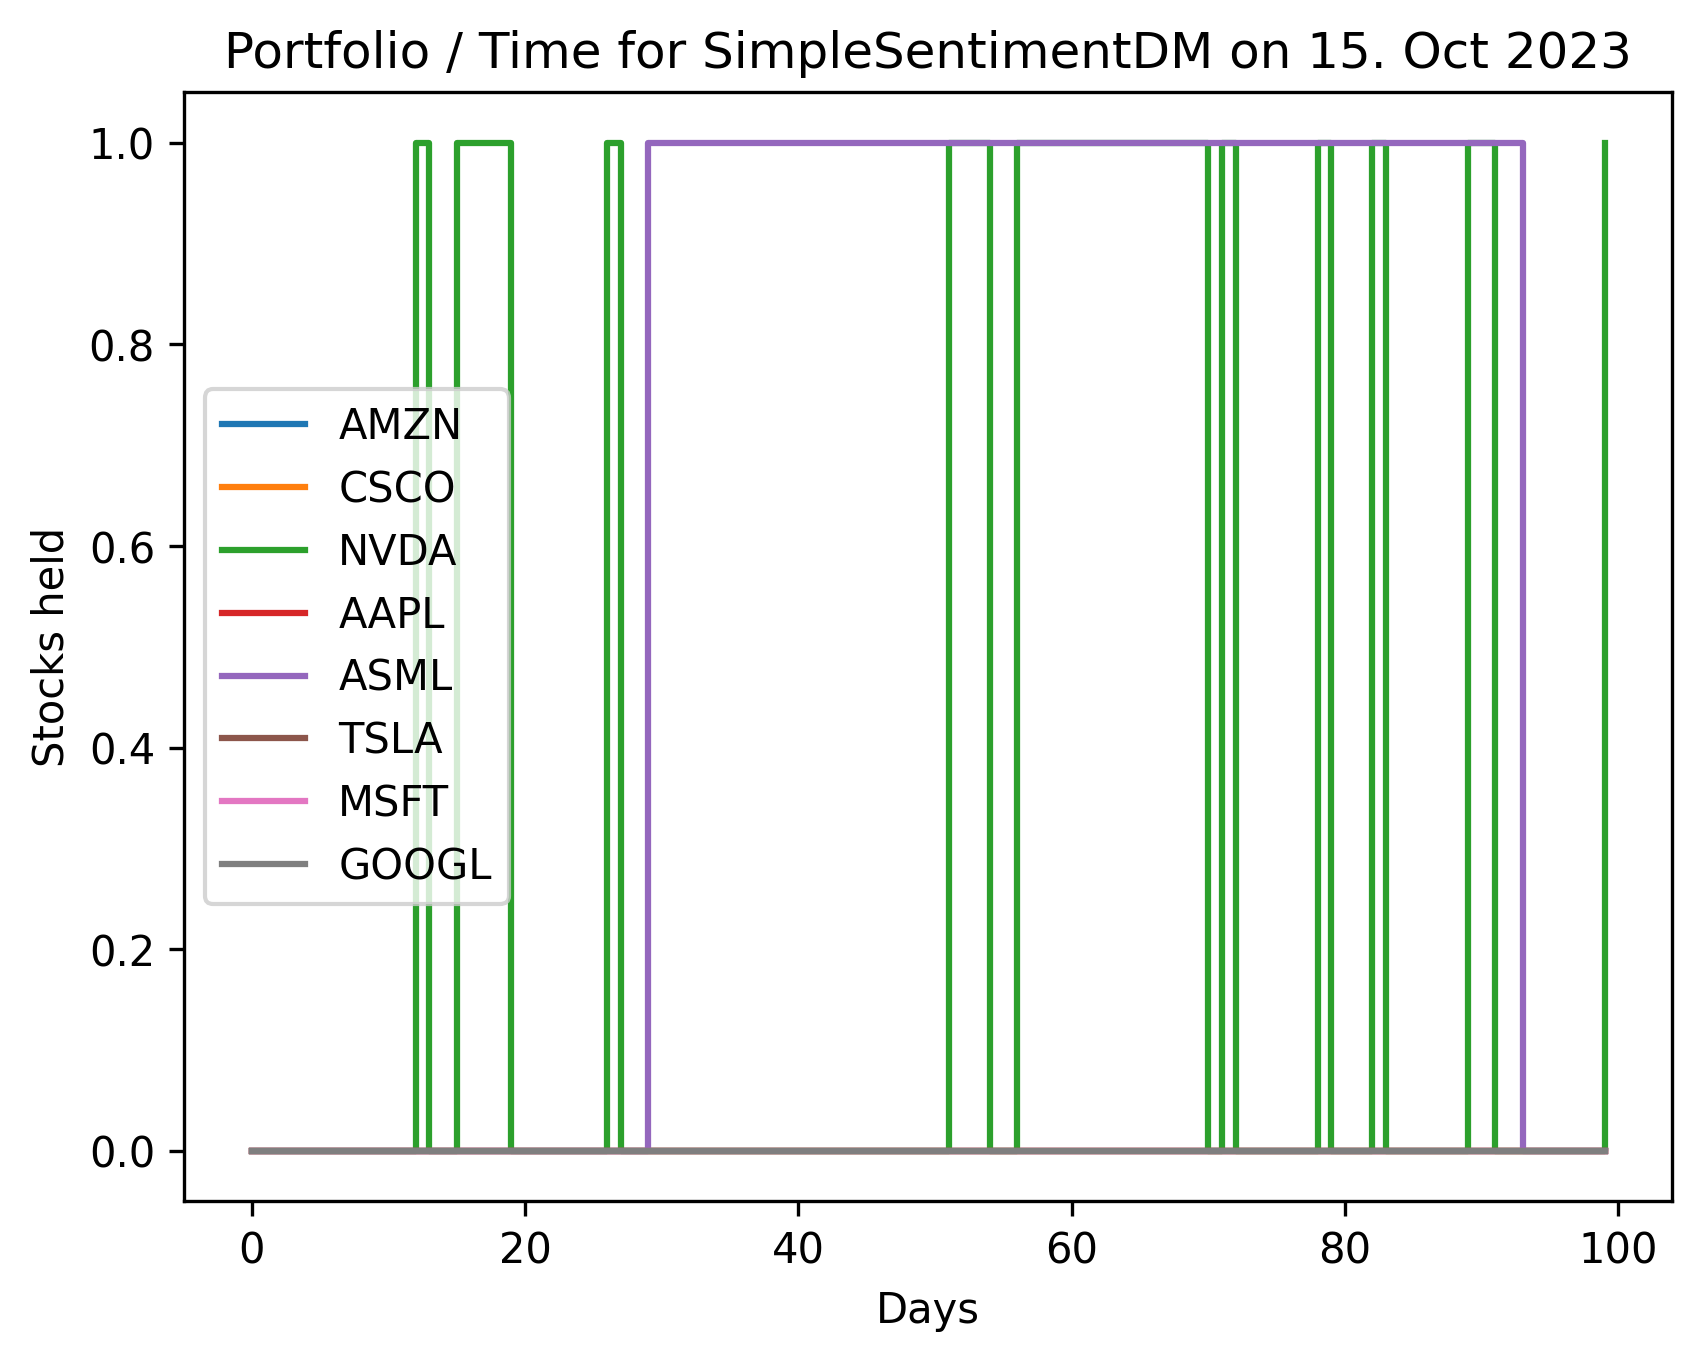 Portfolio / Time for SimpleSentimentDM on 15. Oct 2023
1.0
0.8
0.6
0.4
0.2
0.0
Stocks held
AMZN
CSCO
NVDA
AAPL
ASML
TSLA
MSFT
GOOGL
0 20 40 60 80 100
Days